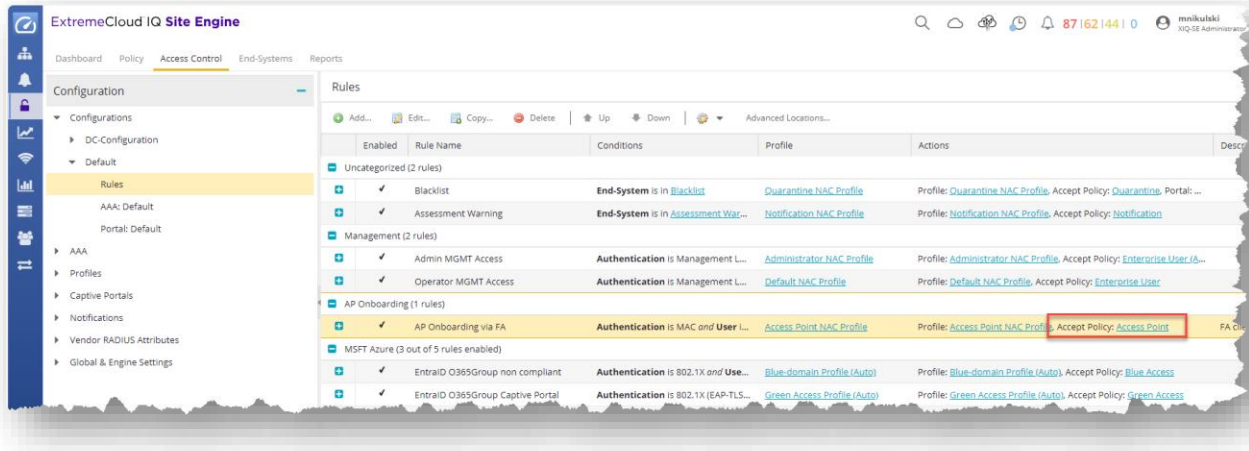 ExtremeCloud IQ Site Engine
87 | 62 | 44 | 0
mnikulski
XIQ-SE Administrator
Dashboard Policy Access Control End-Systems Reports
Configuration
Configurations
DC-Configuration
Default
Rules
AAA: Default
Portal: Default
AAA
Profiles
Captive Portals
Notifications
Vendor RADIUS Attributes
Global & Engine Settings
Rules
Add... Edit... Copy... Delete Up Down Advanced Locations...
Enabled Rule Name Conditions Profile Actions Descr
Uncategorized (2 rules)
Blacklist End-System is in Blacklist Quarantine NAC Profile Profile: Quarantine NAC Profile, Accept Policy: Quarantine, Portal: ...
Assessment Warning End-System is in Assessment War... Notification NAC Profile Profile: Notification NAC Profile, Accept Policy: Notification
Management (2 rules)
Admin MGMT Access Authentication is Management L... Administrator NAC Profile Profile: Administrator NAC Profile, Accept Policy: Enterprise User (A...
Operator MGMT Access Authentication is Management L... Default NAC Profile Profile: Default NAC Profile, Accept Policy: Enterprise User
AP Onboarding (1 rules)
AP Onboarding via FA Authentication is MAC and User i... Access Point NAC Profile Profile: Access Point NAC Profile, Accept Policy: Access Point FA clie
MSFT Azure (3 out of 5 rules enabled)
EntraID O365Group non compliant Authentication is 802.1X and Use... Blue-domain Profile (Auto) Profile: Blue-domain Profile (Auto), Accept Policy: Blue Access
EntraID O365Group Captive Portal Authentication is 802.1X (EAP-TLS... Green Access Profile (Auto) Profile: Green Access Profile (Auto), Accept Policy: Green Access